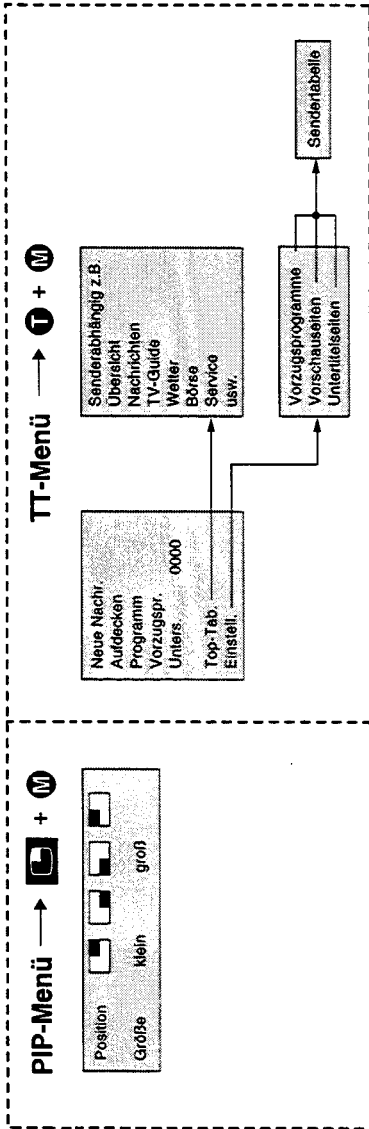 PIP-Menü + M
Position
Größe klein groß
TT-Menü T + M
Neue Nachr.
Aufdecken
Programm
Vorzugspr.
Unters. 0000
Top-Tab.
Einstell.
Senderabhängig z.B.
Übersicht
Nachrichten
TV-Guide
Wetter
Börse
Service
usw.
Vorzugsprogramme
Vorschauseiten
Untertitelseiten
Sendertabelle